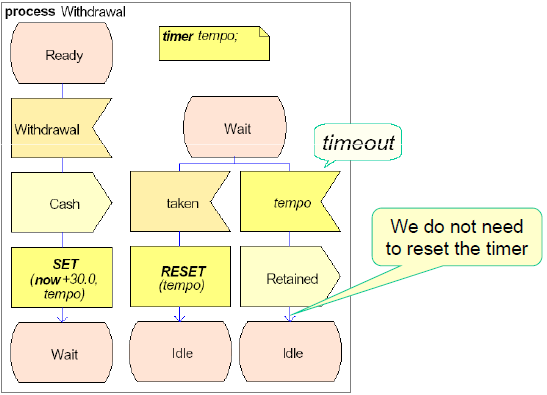 process Withdrawal
timer tempo;
Ready
Withdrawal
Cash
SET
(now+30.0,
tempo)
Wait
Wait
taken
RESET
(tempo)
Idle
timeout
tempo
Retained
Idle
We do not need
to reset the timer